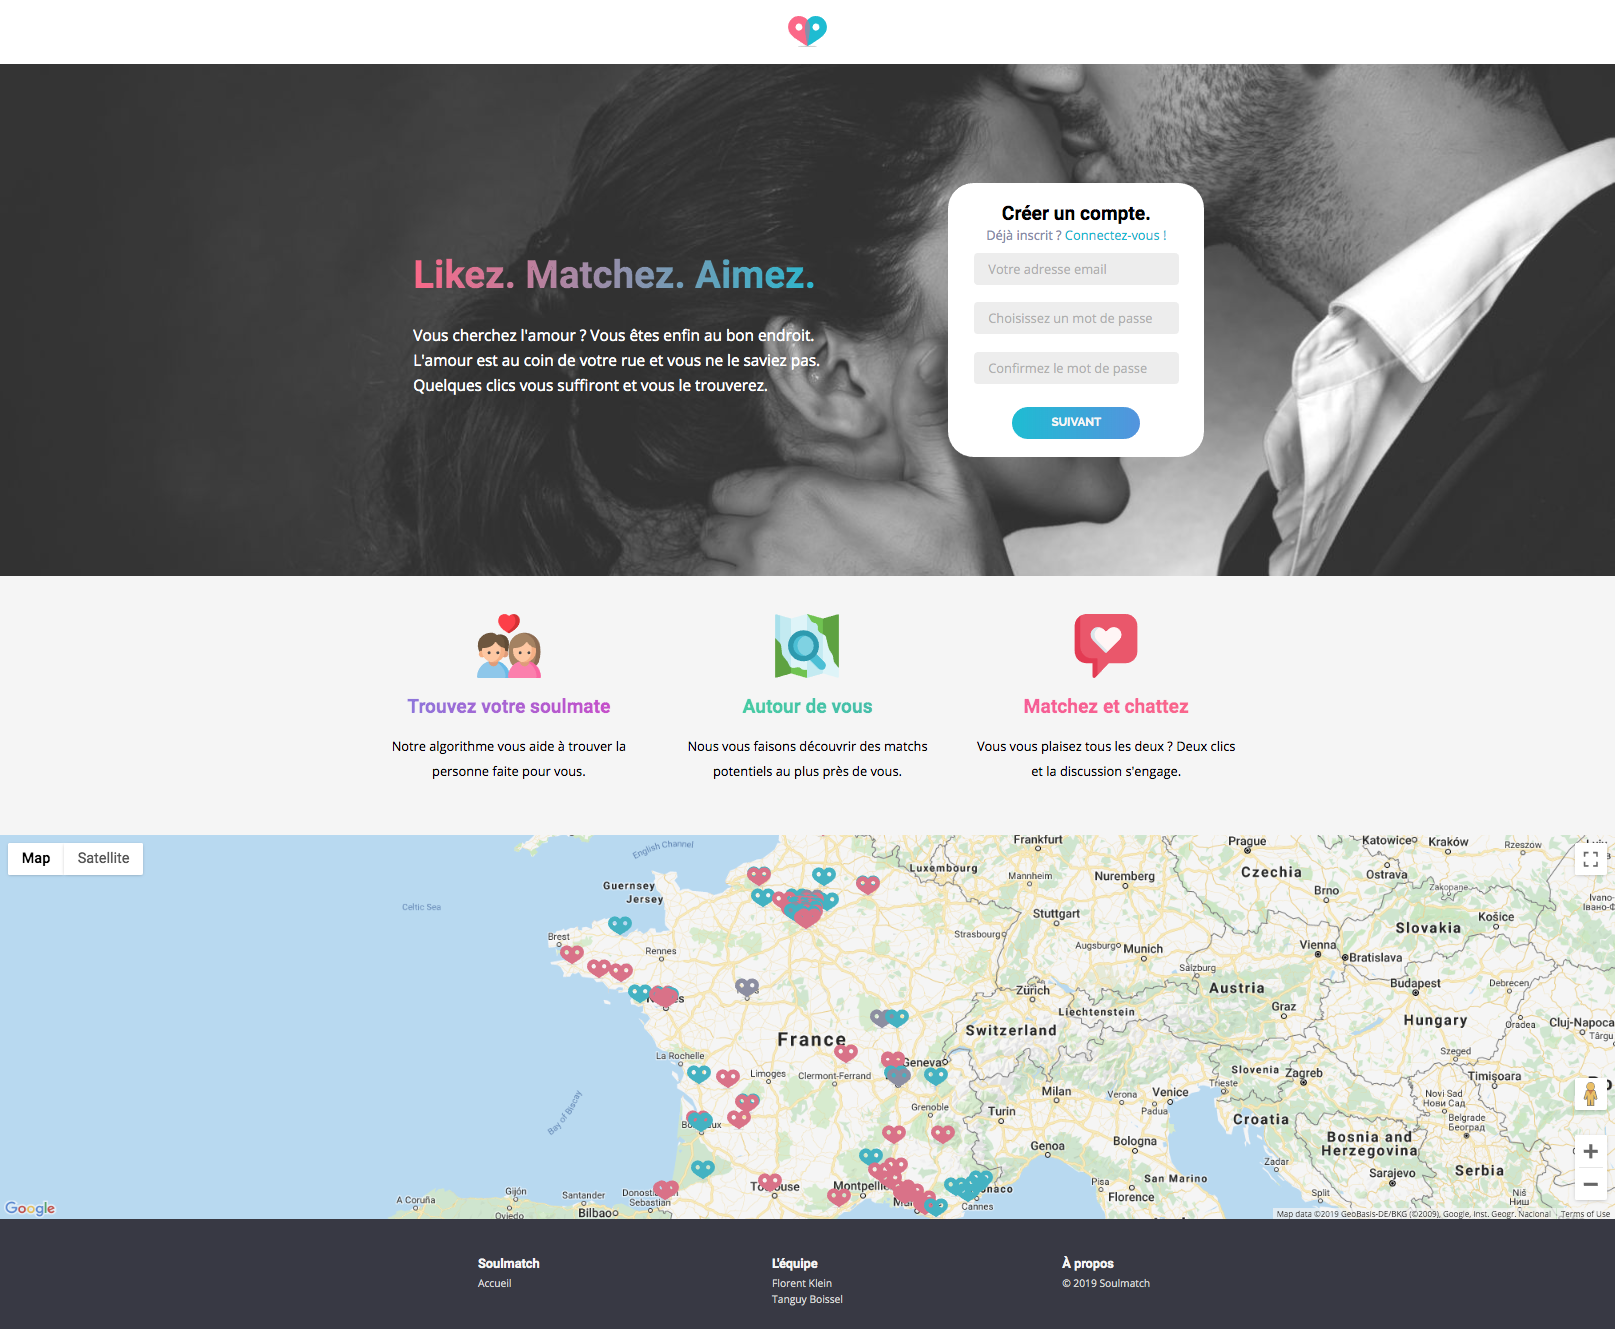 Likez. Matchez. Aimez.
Vous cherchez l'amour ? Vous êtes enfin au bon endroit.
L'amour est au coin de votre rue et vous ne le saviez pas.
Quelques clics vous suffiront et vous le trouverez.
Créer un compte.
Déjà inscrit ? Connectez-vous !
Votre adresse email
Choisissez un mot de passe
Confirmez le mot de passe
SUIVANT
Trouvez votre soulmate
Notre algorithme vous aide à trouver la
personne faite pour vous.
Autour de vous
Nous vous faisons découvrir des matchs
potentiels au plus près de vous.
Matchez et chattez
Vous vous plaisez tous les deux ? Deux clics
et la discussion s'engage.
Map
Satellite
English Channel
Guernsey
Jersey
Celtic Sea
Brest
Rennes
France
La Rochelle
Limoges
Clermont-Ferrand
Bay of Biscay
Grenoble
Geneva
Switzerland
Zürich
Liechtenstein
Luxembourg
Frankfurt
Mannheim
Nuremberg
Stuttgart
Strasbourg
Augsburg
Munich
Salzburg
Prague
Czechia
Brno
Katowice
Kraków
Rzeszow
Ostrava
Zakopane
Košice
Slovakia
Vienna
Bratislava
Austria
Graz
Budapest
Debrecen
Hungary
Oradea
Cluj-Napoca
Szeged
Timișoara
Slovenia
Zagreb
Trieste
Croatia
Novi Sad
Нови Сад
Belgrade
Београд
Bosnia and
Herzegovina
Sarajevo
Serbia
Zadar
Split
Niš
Ниш
Milan
Verona
Venice
Padua
Turin
Genoa
Bologna
San Marino
Pisa
Florence
Cannes
A Coruña
Gijón
Oviedo
Santander
Bilbao
Sebastián
Google
Map data ©2019 GeoBasis-DE/BKG (©2009), Google, Inst. Geogr. Nacional
Terms of Use
Soulmatch
Accueil
L'équipe
Florent Klein
Tanguy Boissel
À propos
© 2019 Soulmatch